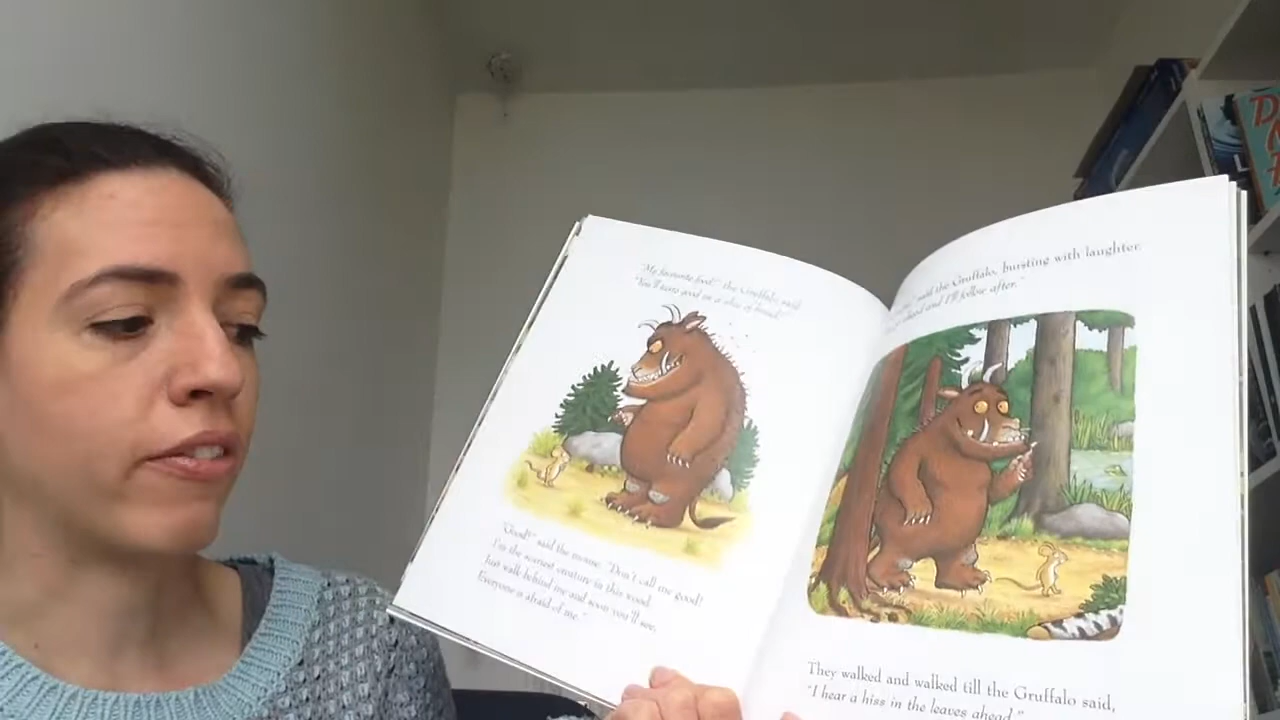 "My favourite food!" the Gruffalo said.
"You'll taste good on a slice of bread!"
"Good?" said the mouse. "Don't call me good!
I'm the scariest creature in this wood.
Just walk behind me and soon you'll see,
Everyone is afraid of me."
said the Gruffalo, bursting with laughter.
ahead and I'll follow after."
They walked and walked till the Gruffalo said,
"I hear a hiss in the leaves ahead."